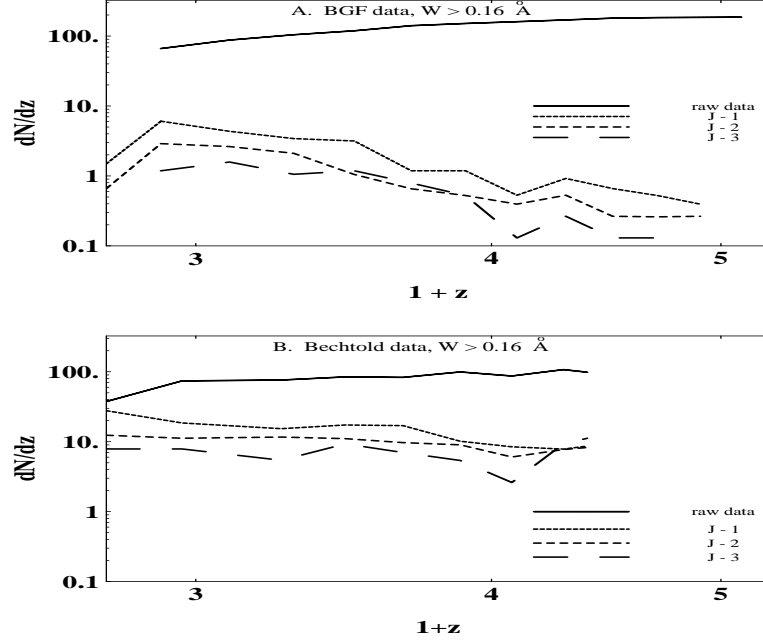 A. BGF data, W > 0.16 Å
100.
10.
1
0.1
dN/dz
raw data
J - 1
J - 2
J - 3
3
4
5
1 + z
B. Bechtold data, W > 0.16 Å
100.
10.
1
0.1
dN/dz
raw data
J - 1
J - 2
J - 3
3
4
5
1+z